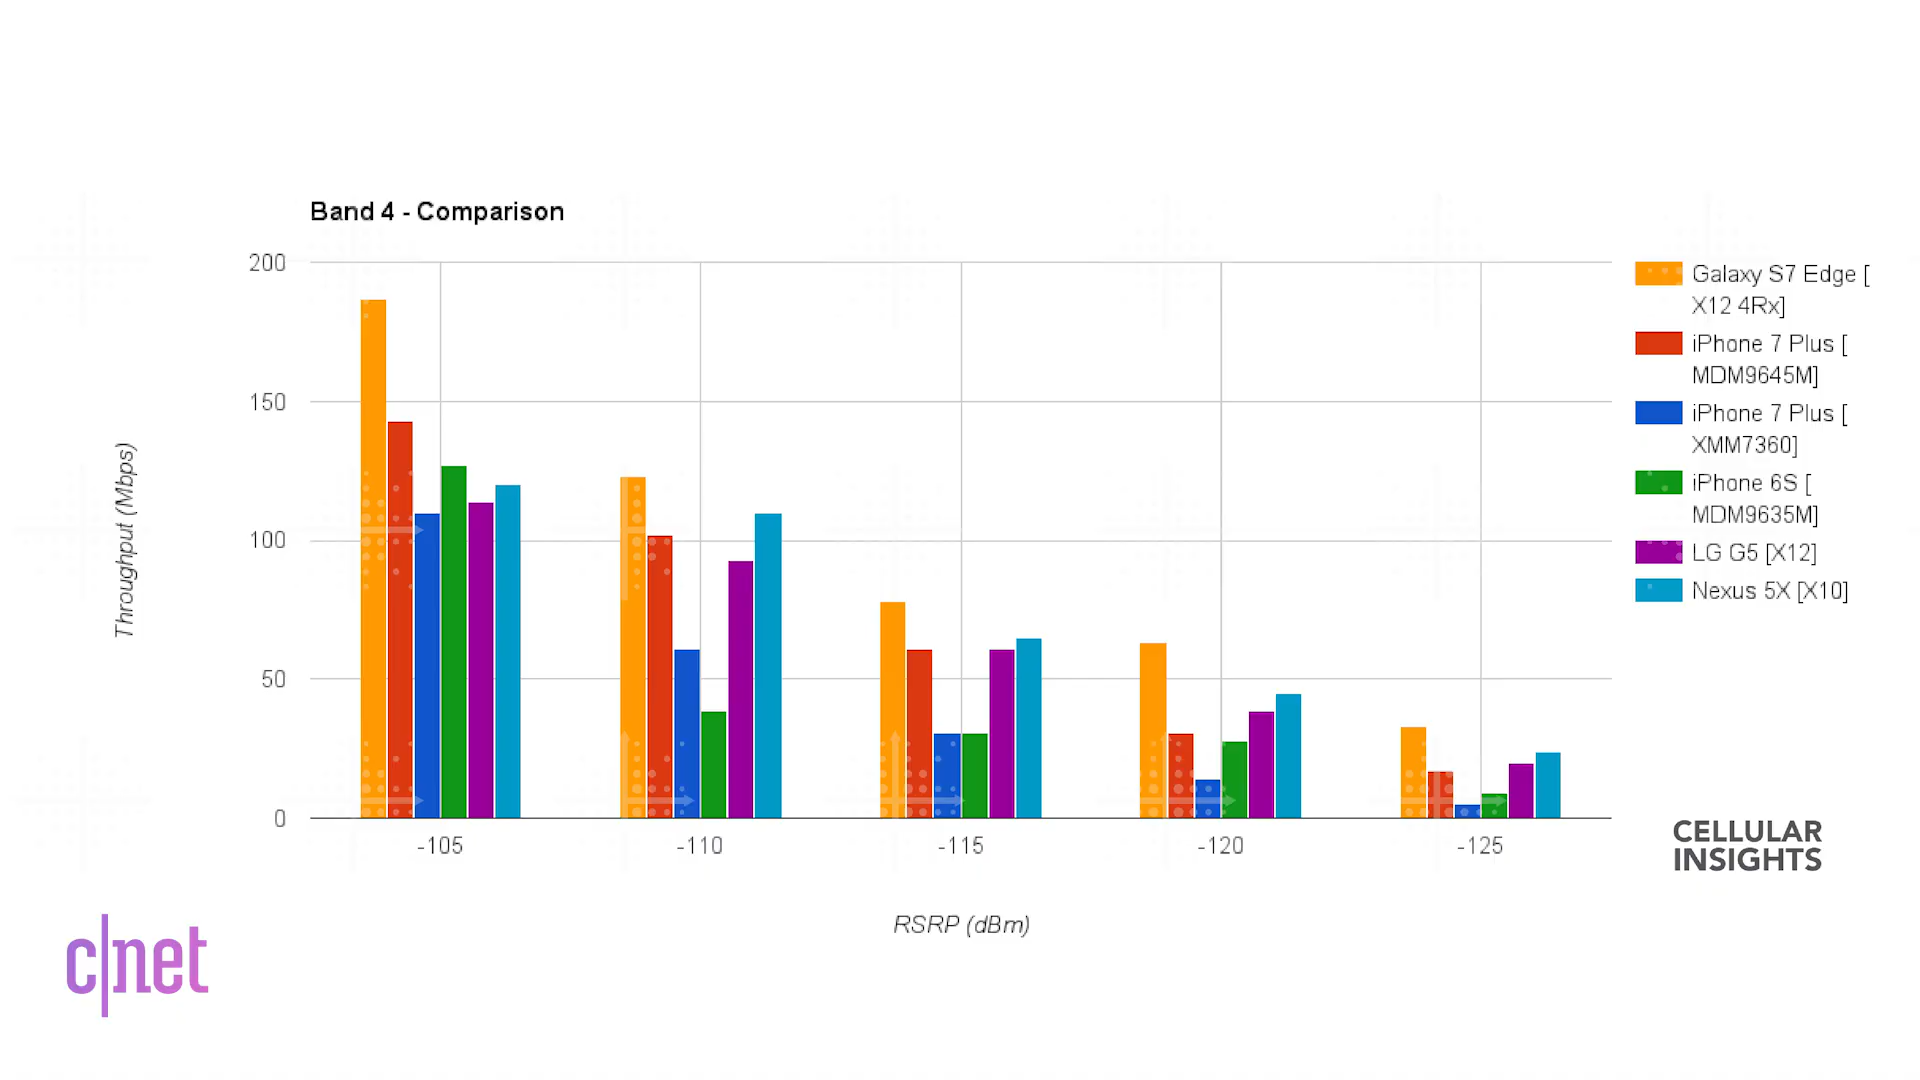 Band 4 - Comparison
200
150
100
50
0
Throughput (Mbps)
-105
-110
-115
-120
-125
RSRP (dBm)
Galaxy S7 Edge [
X12 4Rx]
iPhone 7 Plus [
MDM9645M]
iPhone 7 Plus [
XMM7360]
iPhone 6S [
MDM9635M]
LG G5 [X12]
Nexus 5X [X10]
CELLULAR
INSIGHTS
c|net